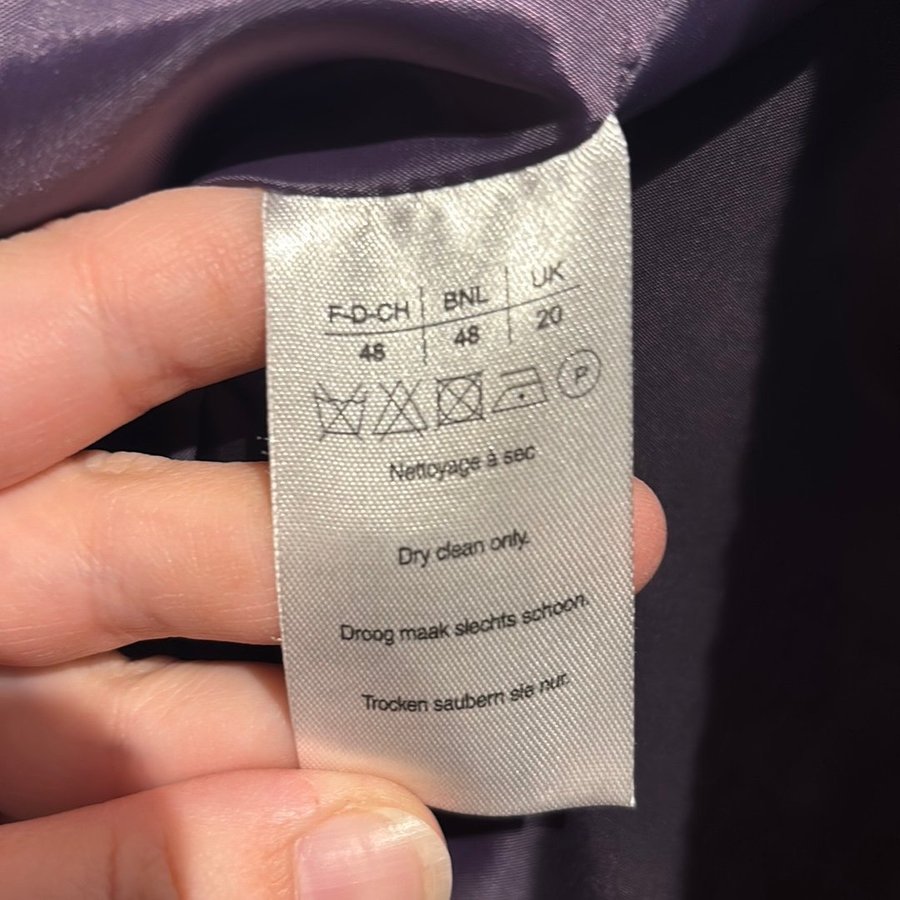 F-D-CH BNL UK
48 48 20
P
Nettoyage à sec
Dry clean only.
Droog maak slechts schoon.
Trocken saubern sie nur.